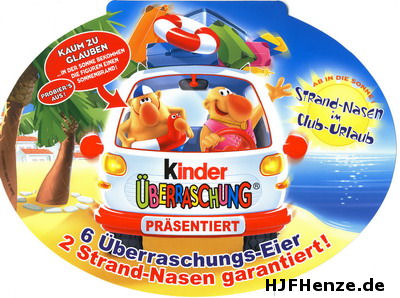 KAUM ZU
GLAUBEN
...IN DER SONNE BEKOMMEN
DIE FIGUREN EINEN
SONNENBRAND!
PROBIER'S
AUS!
AB IN DIE SONNE
Strand-Nasen
im
Club-Urlaub
Kinder
ÜBERRASCHUNG®
PRÄSENTIERT
6 Überraschungs-Eier
2 Strand-Nasen garantiert!
HJFHenze.de